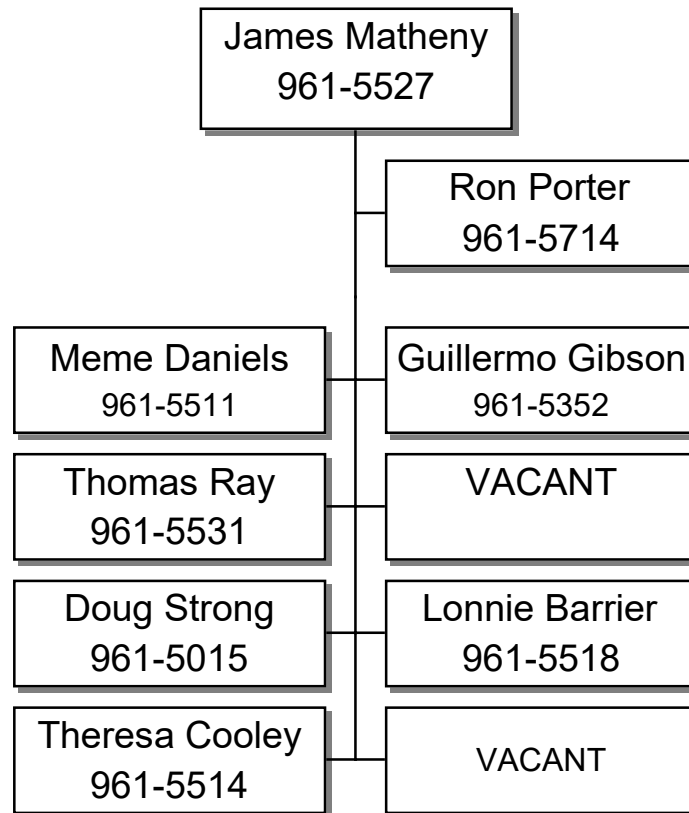 James Matheny
961-5527
Ron Porter
961-5714
Meme Daniels
961-5511
Guillermo Gibson
961-5352
Thomas Ray
961-5531
VACANT
Doug Strong
961-5015
Lonnie Barrier
961-5518
Theresa Cooley
961-5514
VACANT